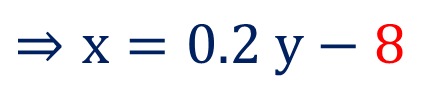 ⇒ x = 0.2 y − 8